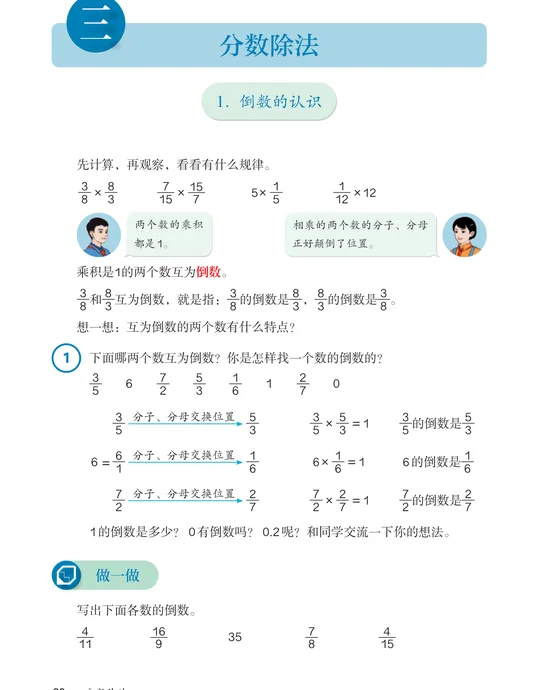 三
分数除法
1. 倒数的认识
先计算，再观察，看看有什么规律。
3/8 × 8/3  7/15 × 15/7  5× 1/5  1/12 ×12
两个数的乘积
都是1。
相乘的两个数的分子、分母
正好颠倒了位置。
乘积是1的两个数互为倒数。
3/8和8/3互为倒数，就是指：3/8的倒数是8/3，8/3的倒数是3/8。
想一想：互为倒数的两个数有什么特点？
1 下面哪两个数互为倒数？你是怎样找一个数的倒数的？
3/5  6  7/2  5/3  1/6  1  2/7  0
3/5 分子、分母交换位置 5/3  3/5 × 5/3 = 1  3/5的倒数是5/3
6 = 6/1 分子、分母交换位置 1/6  6× 1/6 = 1  6的倒数是1/6
7/2 分子、分母交换位置 2/7  7/2 × 2/7 = 1  7/2的倒数是2/7
1的倒数是多少？0有倒数吗？0.2呢？和同学交流一下你的想法。
做一做
写出下面各数的倒数。
4/11  16/9  35  7/8  4/15